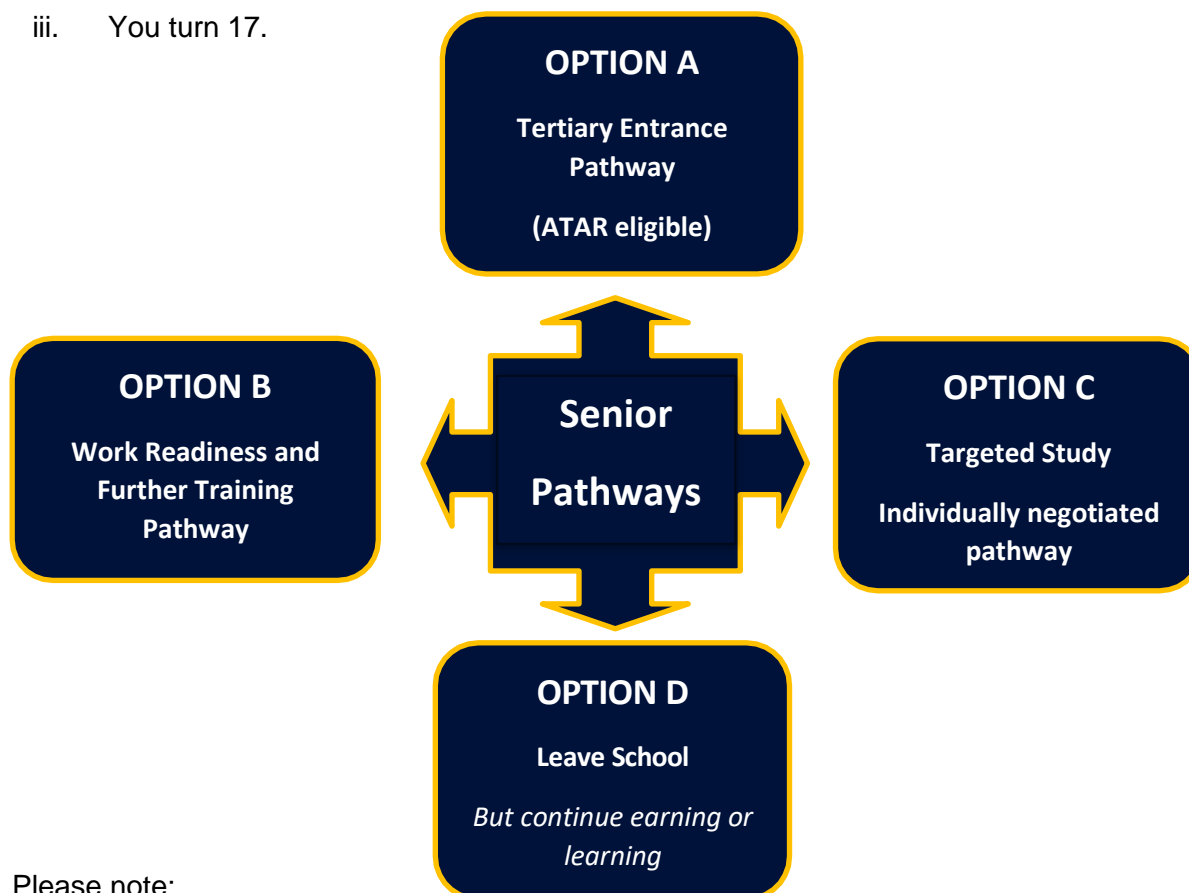 iii. You turn 17.
OPTION A
Tertiary Entrance
Pathway
(ATAR eligible)
OPTION B
Work Readiness and
Further Training
Pathway
Senior
Pathways
OPTION C
Targeted Study
Individually negotiated
pathway
OPTION D
Leave School
But continue earning or
learning
Please note: